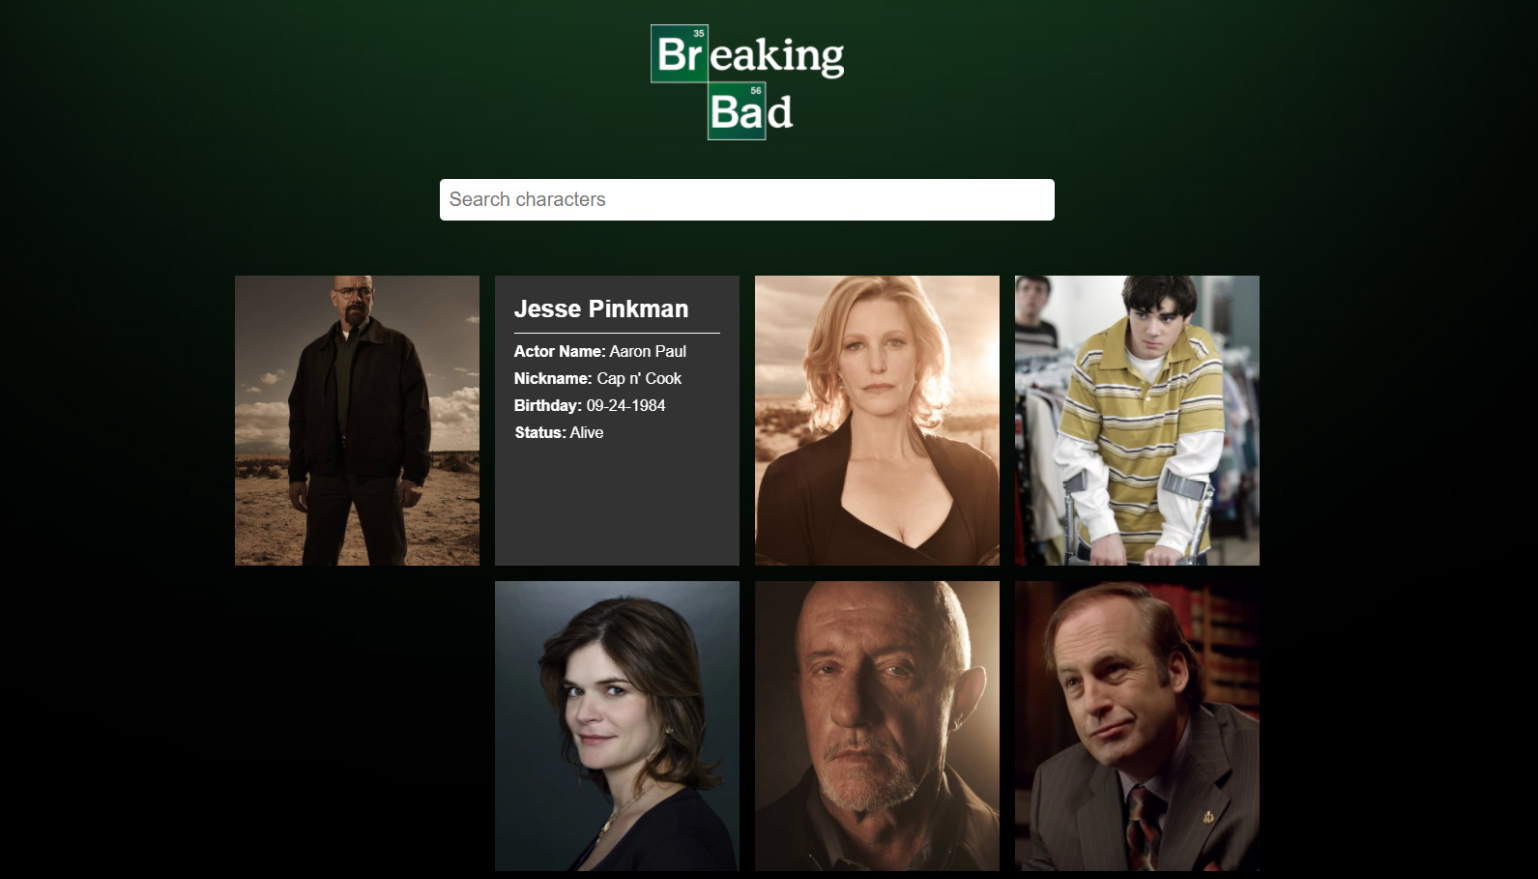 35
Breaking
56
Bad
Search characters
Jesse Pinkman
Actor Name: Aaron Paul
Nickname: Cap n' Cook
Birthday: 09-24-1984
Status: Alive